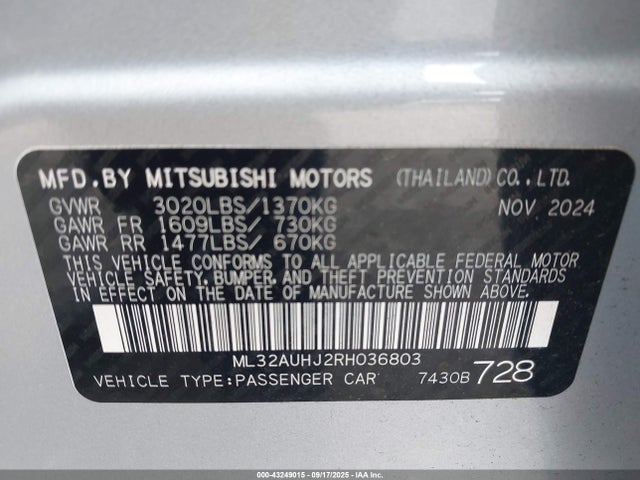 MFD.BY MITSUBISHI MOTORS (THAILAND) CO., LTD.
GVWR 3020LBS/1370KG NOV 2024
GAWR FR 1609LBS/ 730KG
GAWR RR 1477LBS/ 670KG
THIS VEHICLE CONFORMS TO ALL APPLICABLE FEDERAL MOTOR
VEHICLE SAFETY, BUMPER, AND THEFT PREVENTION STANDARDS
IN EFFECT ON THE DATE OF MANUFACTURE SHOWN ABOVE.
ML32AUHJ2RH036803
VEHICLE TYPE:PASSENGER CAR 7430B 728
000-43249015 - 09/17/2025 - IAAI.com